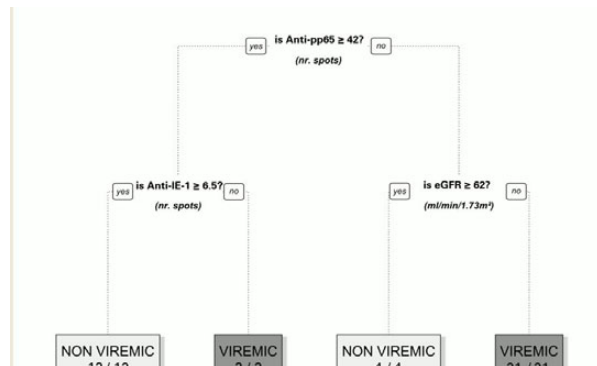 is Anti-pp65 ≥ 42?
yes
no
(nr. spots)
is Anti-IE-1 ≥ 6.5?
yes
no
(nr. spots)
is eGFR ≥ 62?
yes
no
(ml/min/1.73m²)
NON VIREMIC
VIREMIC
NON VIREMIC
VIREMIC